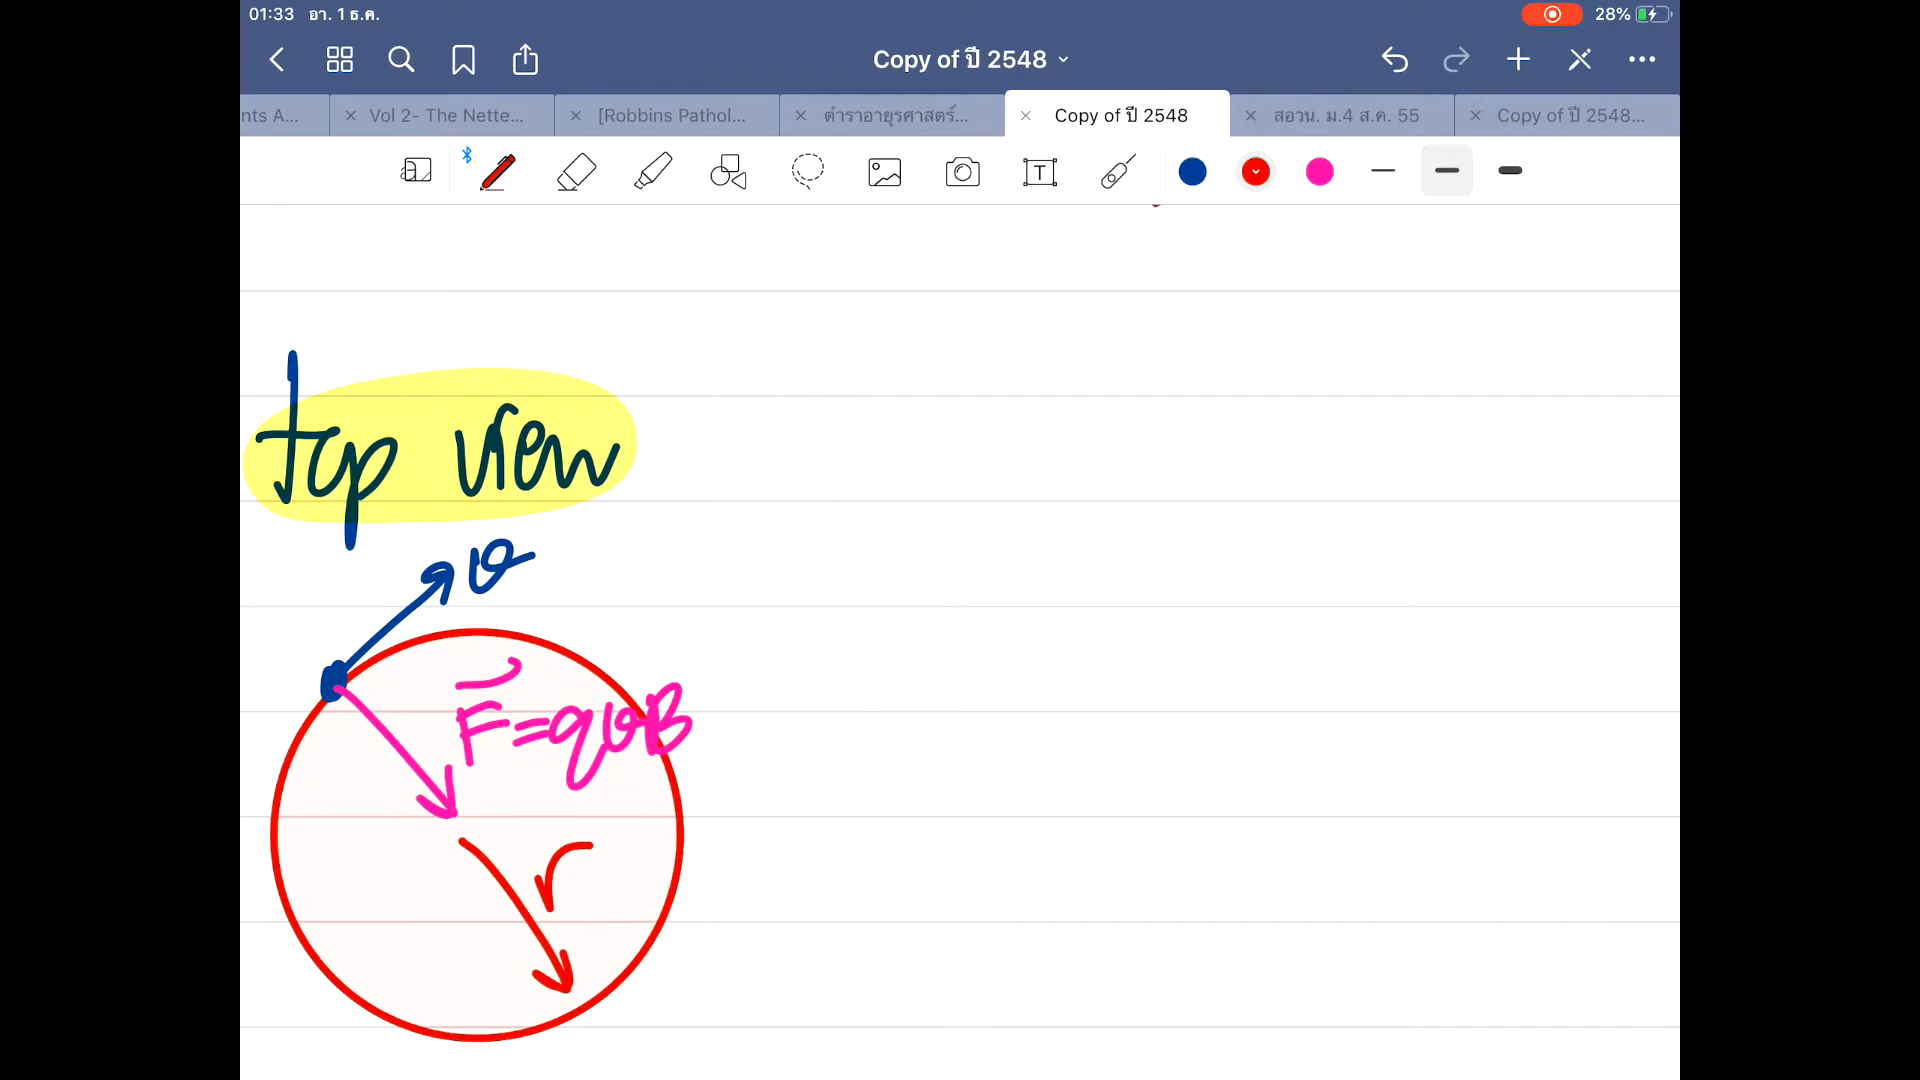 01:33 อา. 1 ธ.ค. 28%
Copy of ปี 2548
nts A... Vol 2- The Nette... [Robbins Pathol... ตำราอายุรศาสตร์... Copy of ปี 2548 สอวน. ม.4 ส.ค. 55 Copy of ปี 2548...
top view
v
F=qvB
r